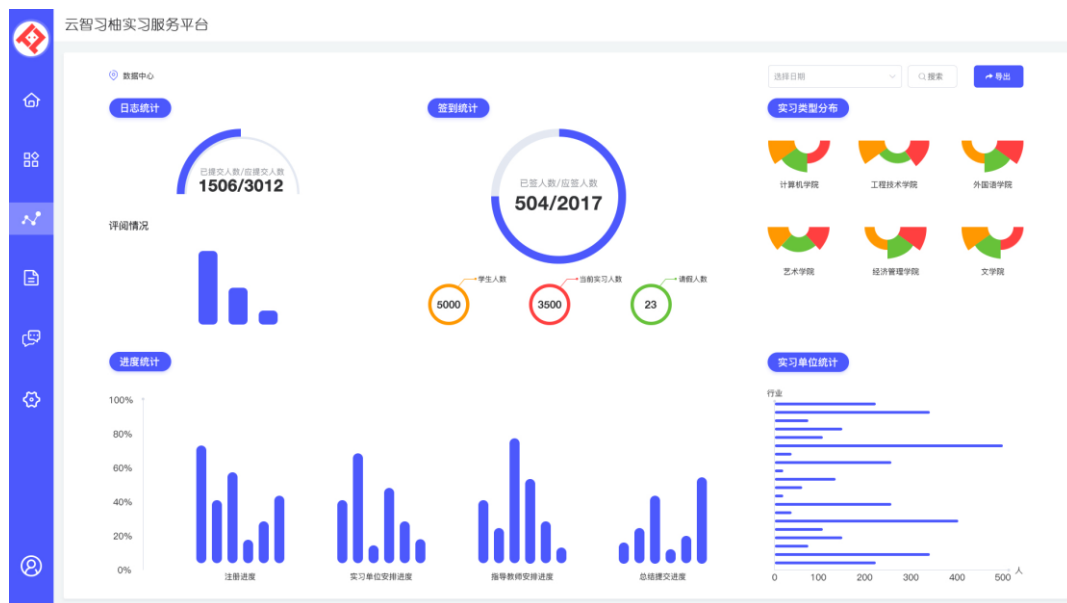 云智习柚实习服务平台
数据中心
选择日期
搜索
导出
日志统计
签到统计
实习类型分布
已提交人数/应提交人数
1506/3012
已签人数/应签人数
504/2017
计算机学院
工程技术学院
外国语学院
评阅情况
艺术学院
经济管理学院
文学院
学生人数
当前实习人数
请假人数
5000
3500
23
进度统计
实习单位统计
行业
100%
80%
60%
40%
20%
0%
注册进度
实习单位安排进度
指导教师安排进度
总结提交进度
人
0 100 200 300 400 500